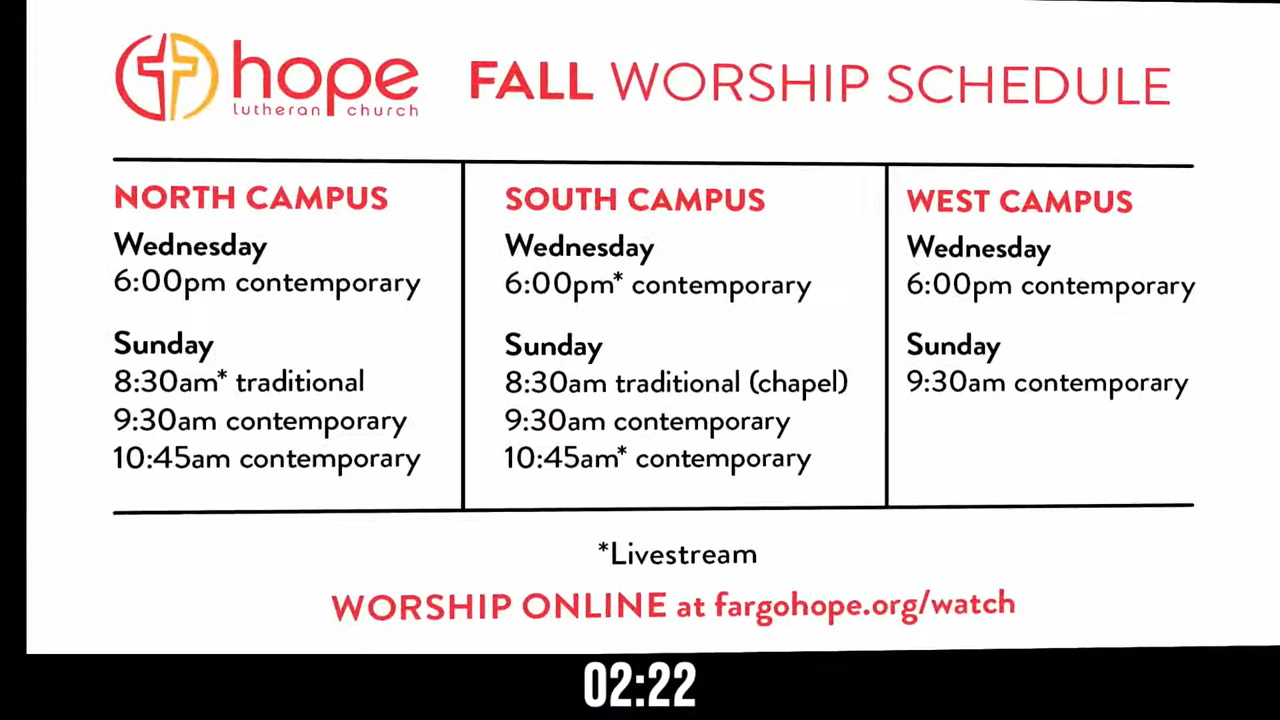 hope
lutheran church
FALL WORSHIP SCHEDULE
NORTH CAMPUS
Wednesday
6:00pm contemporary
Sunday
8:30am* traditional
9:30am contemporary
10:45am contemporary
SOUTH CAMPUS
Wednesday
6:00pm* contemporary
Sunday
8:30am traditional (chapel)
9:30am contemporary
10:45am* contemporary
WEST CAMPUS
Wednesday
6:00pm contemporary
Sunday
9:30am contemporary
*Livestream
WORSHIP ONLINE at fargohope.org/watch
02:22